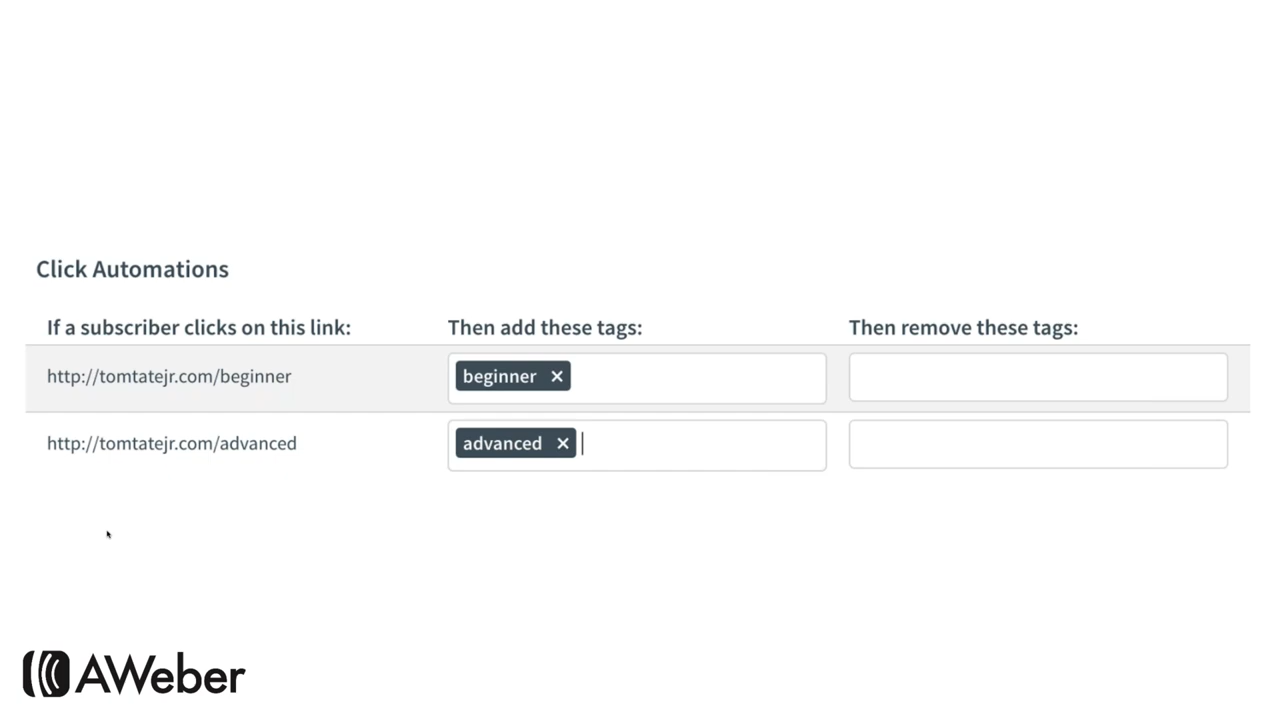 Click Automations
If a subscriber clicks on this link: Then add these tags: Then remove these tags:
http://tomtatejr.com/beginner beginner ✕
http://tomtatejr.com/advanced advanced ✕
AWeber